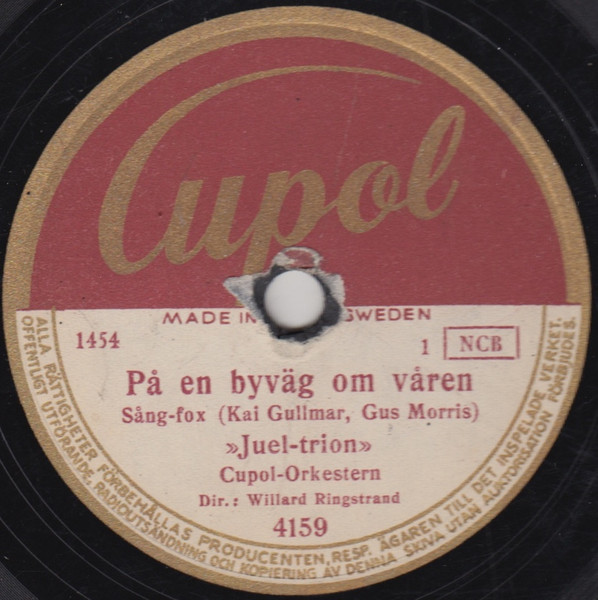 Cupol
MADE IN SWEDEN
1454
1 NCB
På en byväg om våren
Sång-fox (Kai Gullmar, Gus Morris)
»Juel-trion»
Cupol-Orkestern
Dir.: Willard Ringstrand
4159
ALLA RÄTTIGHETER FÖRBEHÅLLAS PRODUCENTEN, RESP. ÄGAREN TILL DET INSPELADE VERKET.
OFFENTLIGT UTFÖRANDE, RADIOUTSÄNDNING OCH KOPIERING AV DENNA SKIVA UTAN AUKTORISATION FÖRBJUDES.